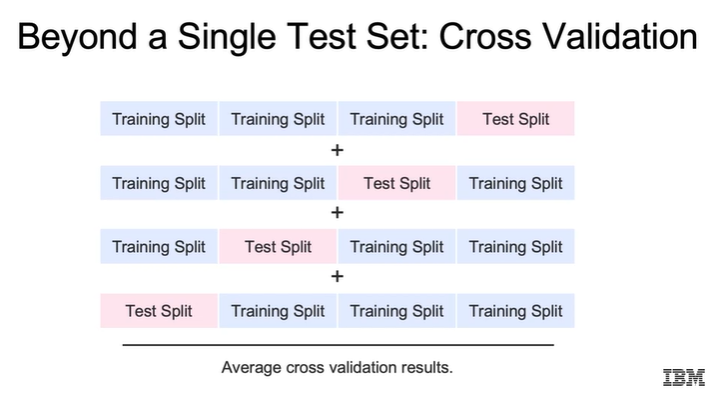 Beyond a Single Test Set: Cross Validation
Training Split Training Split Training Split Test Split
+
Training Split Training Split Test Split Training Split
+
Training Split Test Split Training Split Training Split
+
Test Split Training Split Training Split Training Split
Average cross validation results.
IBM